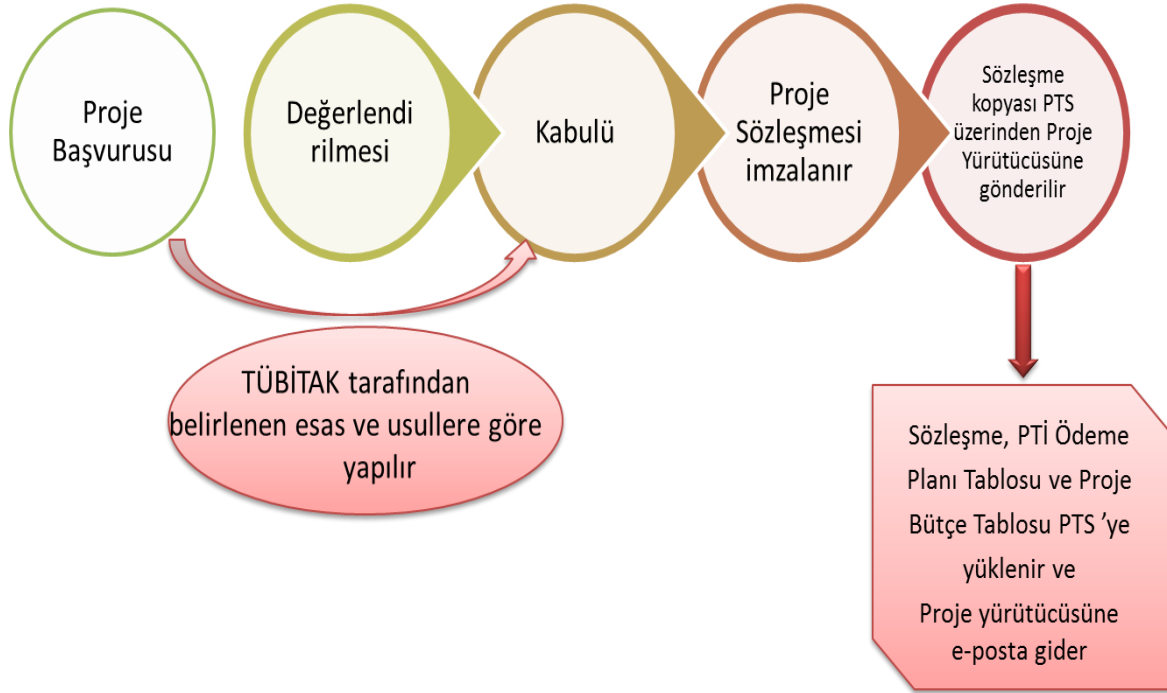 Proje
Başvurusu
Değerlendi
rilmesi
Kabulü
Proje
Sözleşmesi
imzalanır
Sözleşme
kopyası PTS
üzerinden Proje
Yürütücüsüne
gönderilir
TÜBİTAK tarafından
belirlenen esas ve usullere göre
yapılır
Sözleşme, PTİ Ödeme
Planı Tablosu ve Proje
Bütçe Tablosu PTS ’ye
yüklenir ve
Proje yürütücüsüne
e-posta gider